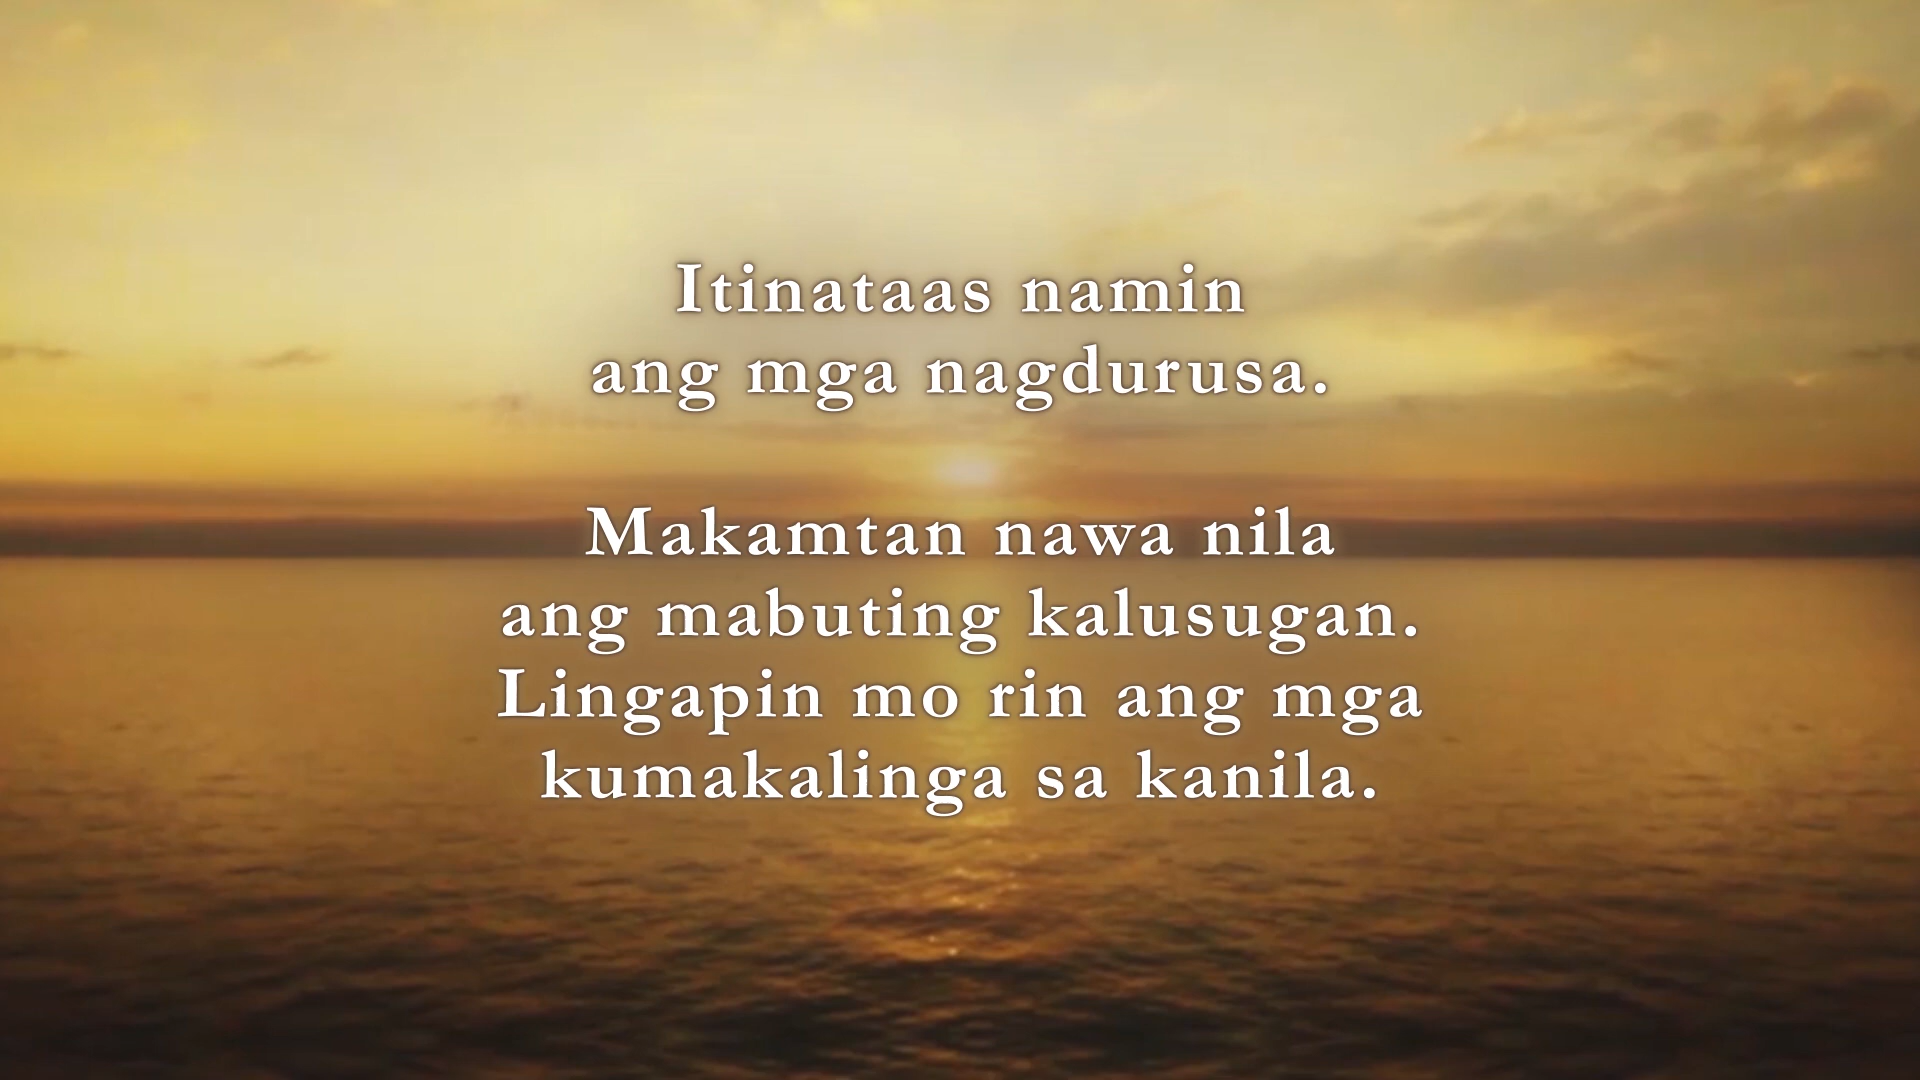 Itinataas namin
ang mga nagdurusa.
Makamtan nawa nila
ang mabuting kalusugan.
Lingapin mo rin ang mga
kumakalinga sa kanila.